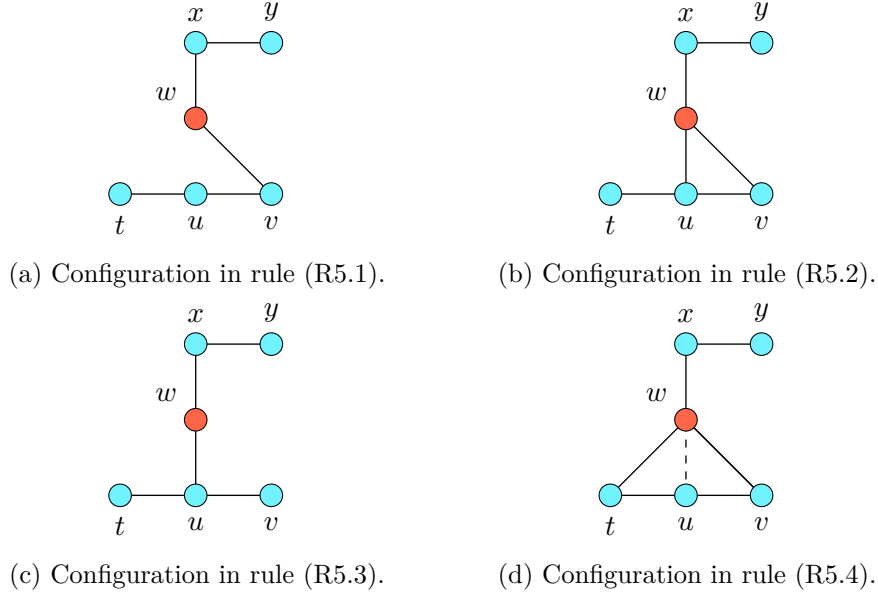 x y x y
w w
t u v t u v
(a) Configuration in rule (R5.1). (b) Configuration in rule (R5.2).
x y x y
w w
t u v t u v
(c) Configuration in rule (R5.3). (d) Configuration in rule (R5.4).